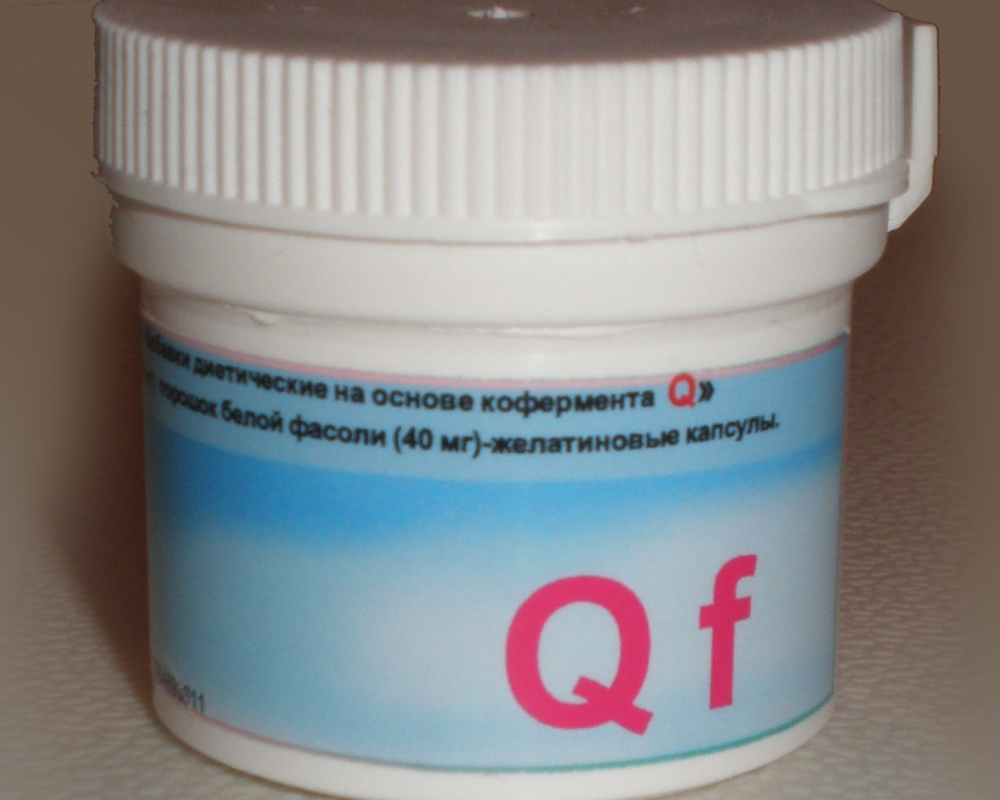 диетические на основе кофермента Q»
порошок белой фасоли (40 мг)-желатиновые капсулы.
Q f